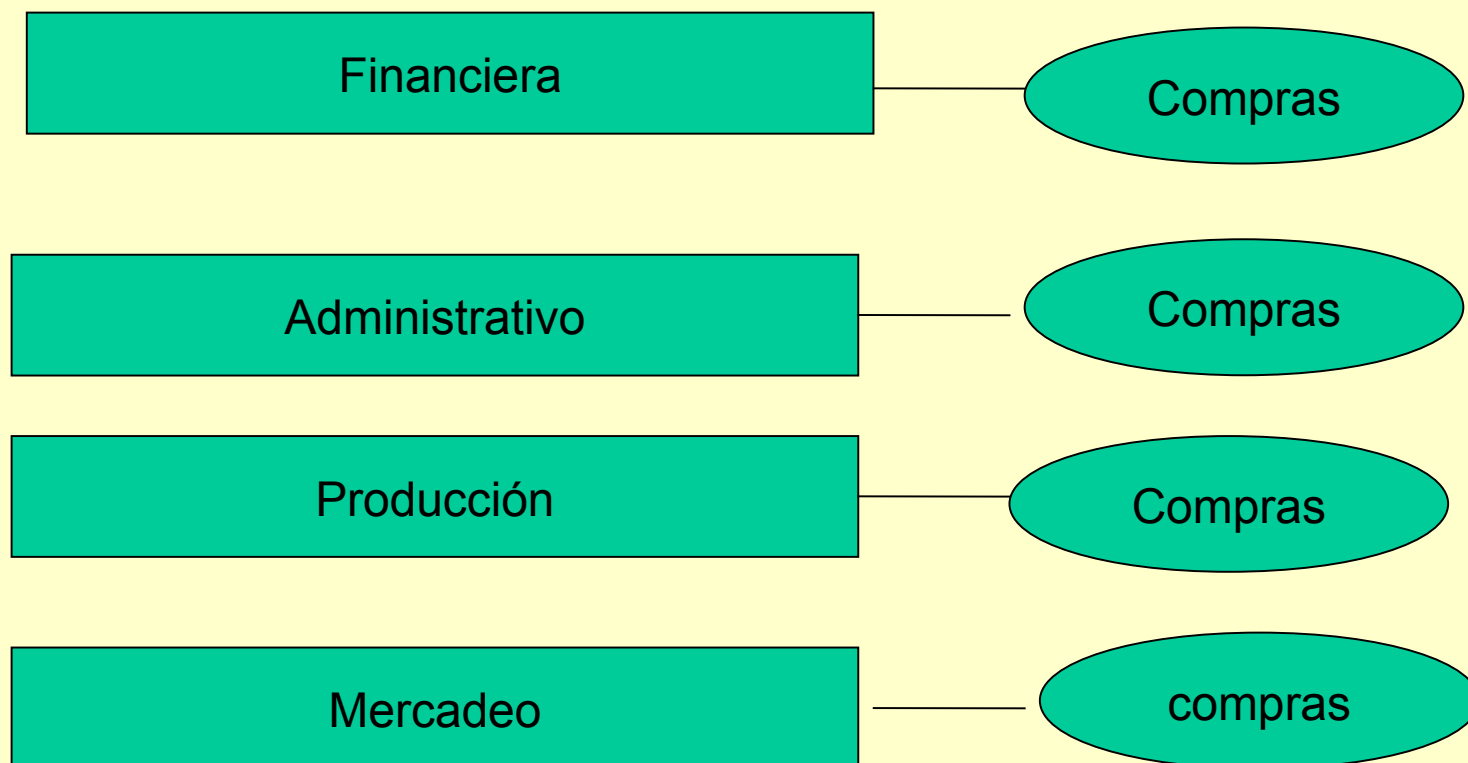 Financiera
Compras
Administrativo
Compras
Producción
Compras
Mercadeo
compras